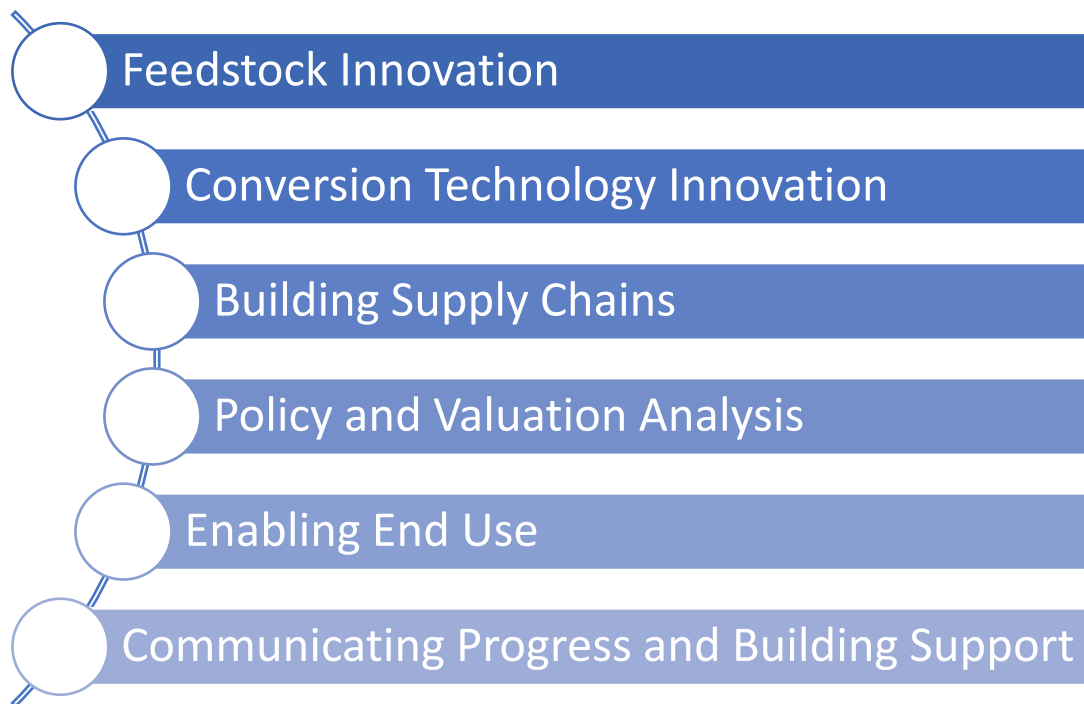 Feedstock Innovation
Conversion Technology Innovation
Building Supply Chains
Policy and Valuation Analysis
Enabling End Use
Communicating Progress and Building Support